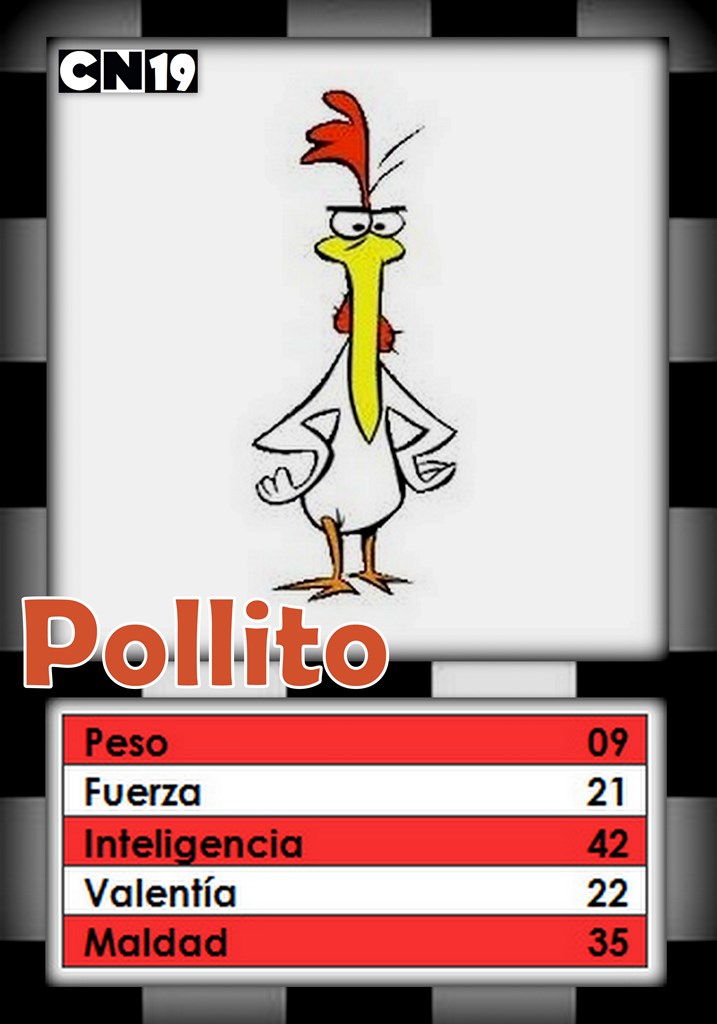 CN19
Pollito
Peso 09
Fuerza 21
Inteligencia 42
Valentía 22
Maldad 35